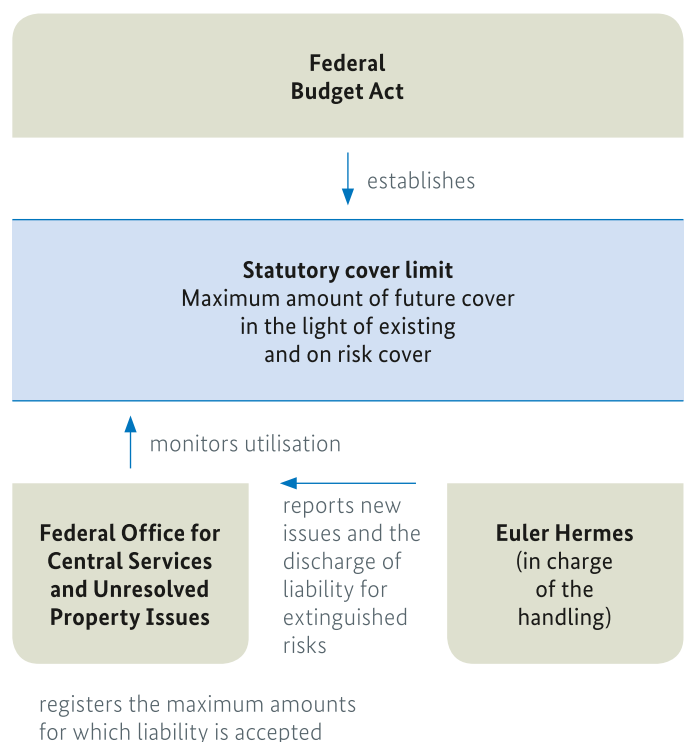 Federal
Budget Act
establishes
Statutory cover limit
Maximum amount of future cover
in the light of existing
and on risk cover
monitors utilisation
Federal Office for
Central Services
and Unresolved
Property Issues
reports new
issues and the
discharge of
liability for
extinguished
risks
Euler Hermes
(in charge
of the
handling)
registers the maximum amounts
for which liability is accepted